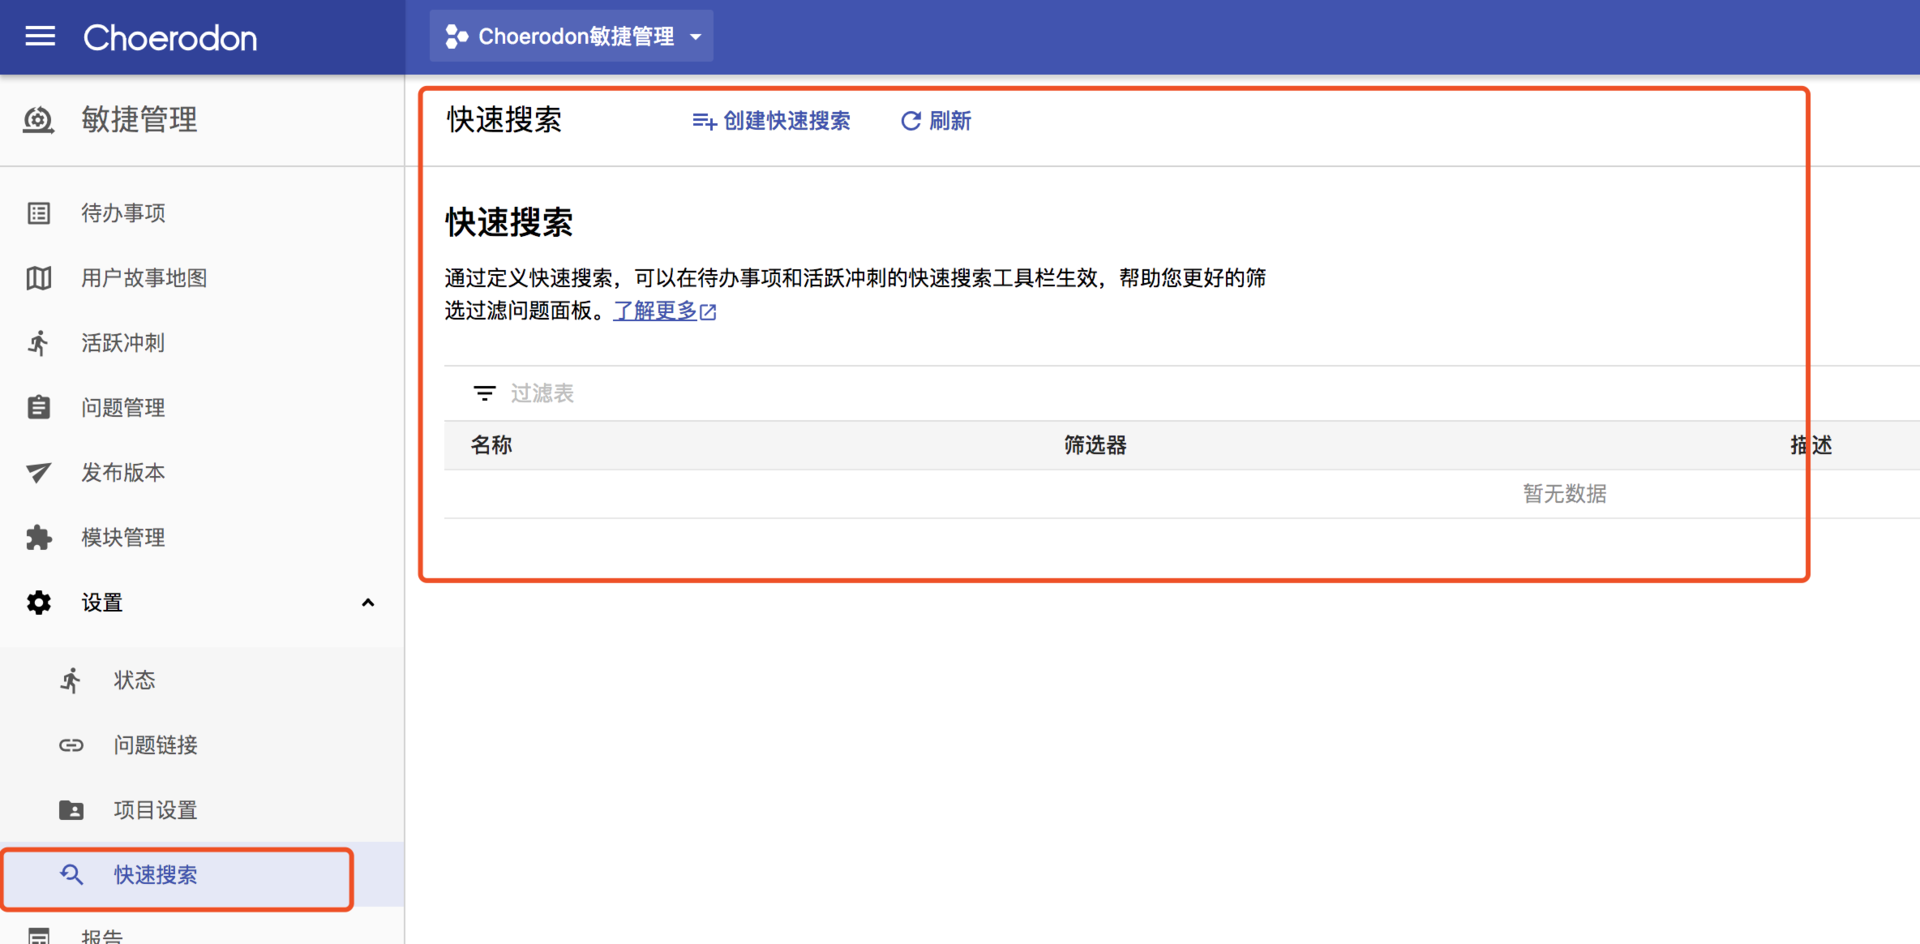 Choerodon
Choerodon敏捷管理
敏捷管理
待办事项
用户故事地图
活跃冲刺
问题管理
发布版本
模块管理
设置
状态
问题链接
项目设置
快速搜索
报告
快速搜索
创建快速搜索
刷新
快速搜索
通过定义快速搜索，可以在待办事项和活跃冲刺的快速搜索工具栏生效，帮助您更好的筛
选过滤问题面板。了解更多
过滤表
名称 筛选器 描述
暂无数据